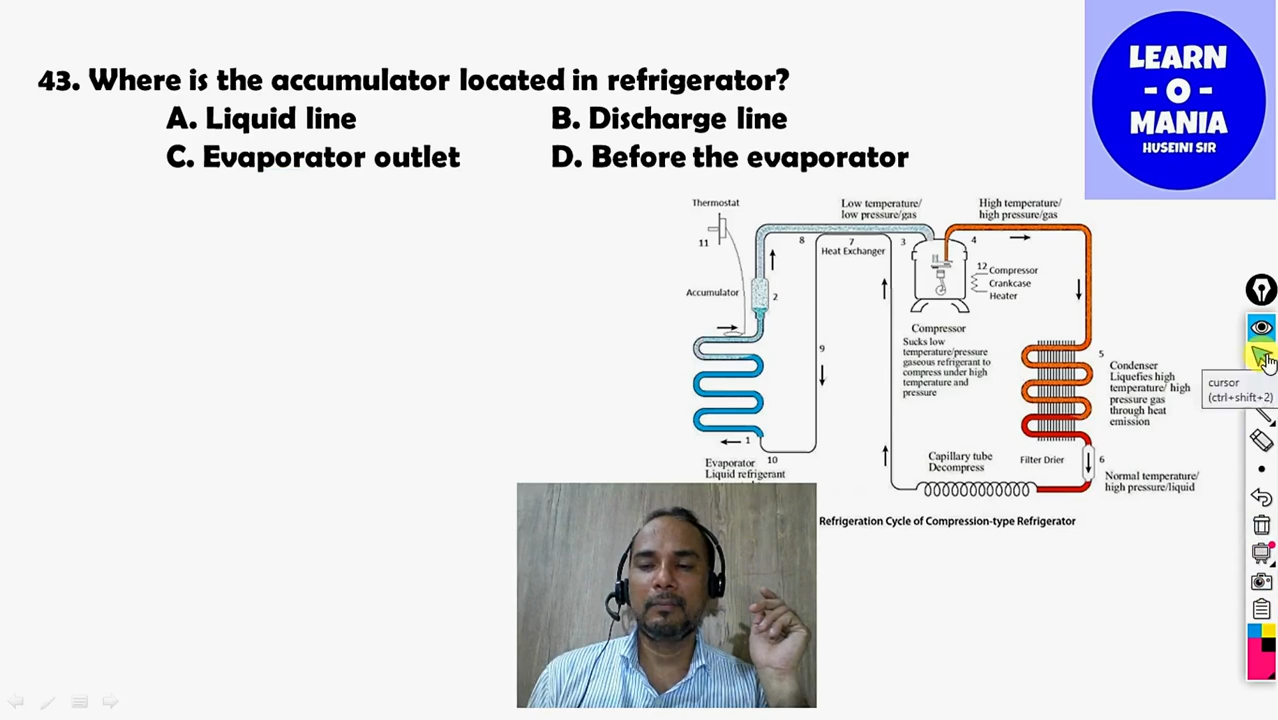 43. Where is the accumulator located in refrigerator?
A. Liquid line
B. Discharge line
C. Evaporator outlet
D. Before the evaporator
LEARN
- O -
MANIA
HUSEINI SIR
Thermostat
11
Low temperature/
low pressure/gas
High temperature/
high pressure/gas
8
7
3
4
Heat Exchanger
12
Compressor
Crankcase
Heater
Accumulator
2
Compressor
Sucks low
temperature/pressure
gaseous refrigerant to
compress under high
temperature and
pressure
9
5
Condenser
Liquefies high
temperature/ high
pressure gas
through heat
emission
cursor
(ctrl+shift+2)
1
10
Evaporator
Liquid refrigerant
Capillary tube
Decompress
Filter Drier
6
Normal temperature/
high pressure/liquid
Refrigeration Cycle of Compression-type Refrigerator